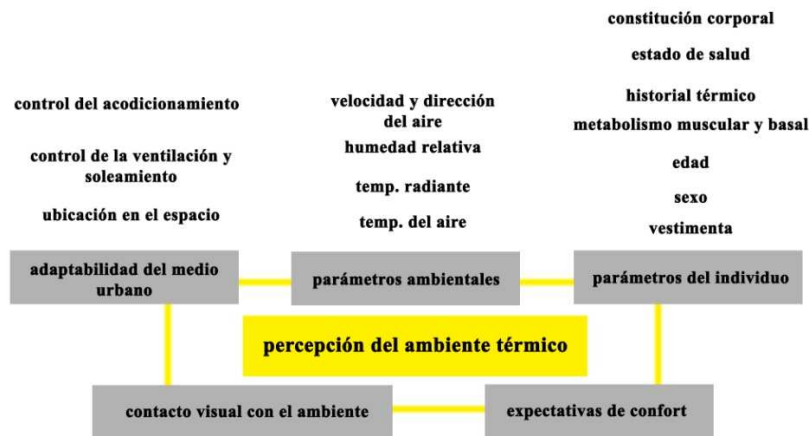 control del acodicionamiento
control de la ventilación y
soleamiento
ubicación en el espacio
adaptabilidad del medio
urbano
velocidad y dirección
del aire
humedad relativa
temp. radiante
temp. del aire
parámetros ambientales
constitución corporal
estado de salud
historial térmico
metabolismo muscular y basal
edad
sexo
vestimenta
parámetros del individuo
percepción del ambiente térmico
contacto visual con el ambiente
expectativas de confort